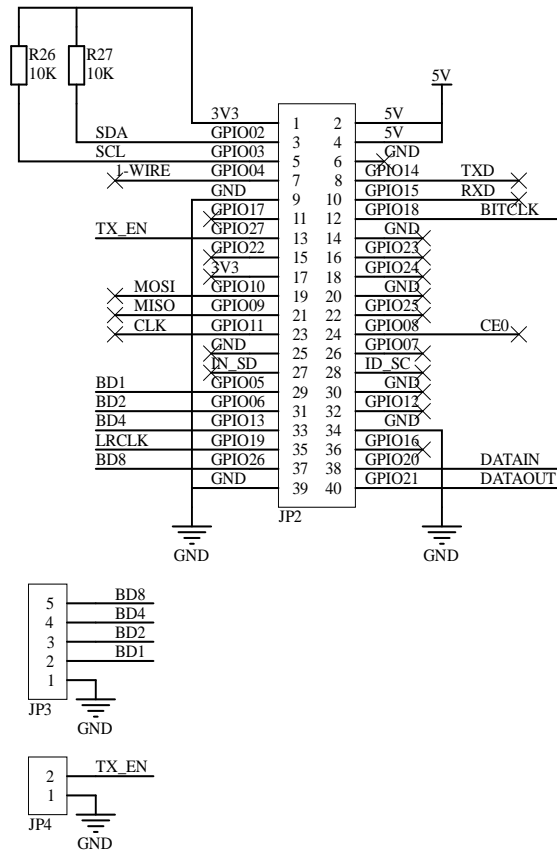 R26
10K
R27
10K
5V
3V3 1 2 5V
SDA GPIO02 3 4 5V
SCL GPIO03 5 6 GND
1-WIRE GPIO04 7 8 GPIO14 TXD
GND 9 10 GPIO15 RXD
GPIO17 11 12 GPIO18 BITCLK
TX_EN GPIO27 13 14 GND
GPIO22 15 16 GPIO23
3V3 17 18 GPIO24
MOSI GPIO10 19 20 GND
MISO GPIO09 21 22 GPIO25
CLK GPIO11 23 24 GPIO08 CE0
GND 25 26 GPIO07
IN_SD 27 28 ID_SC
BD1 GPIO05 29 30 GND
BD2 GPIO06 31 32 GPIO12
BD4 GPIO13 33 34 GND
LRCLK GPIO19 35 36 GPIO16
BD8 GPIO26 37 38 GPIO20 DATAIN
GND 39 40 GPIO21 DATAOUT
JP2
GND
GND
5 BD8
4 BD4
3 BD2
2 BD1
1
JP3
GND
2 TX_EN
1
JP4
GND